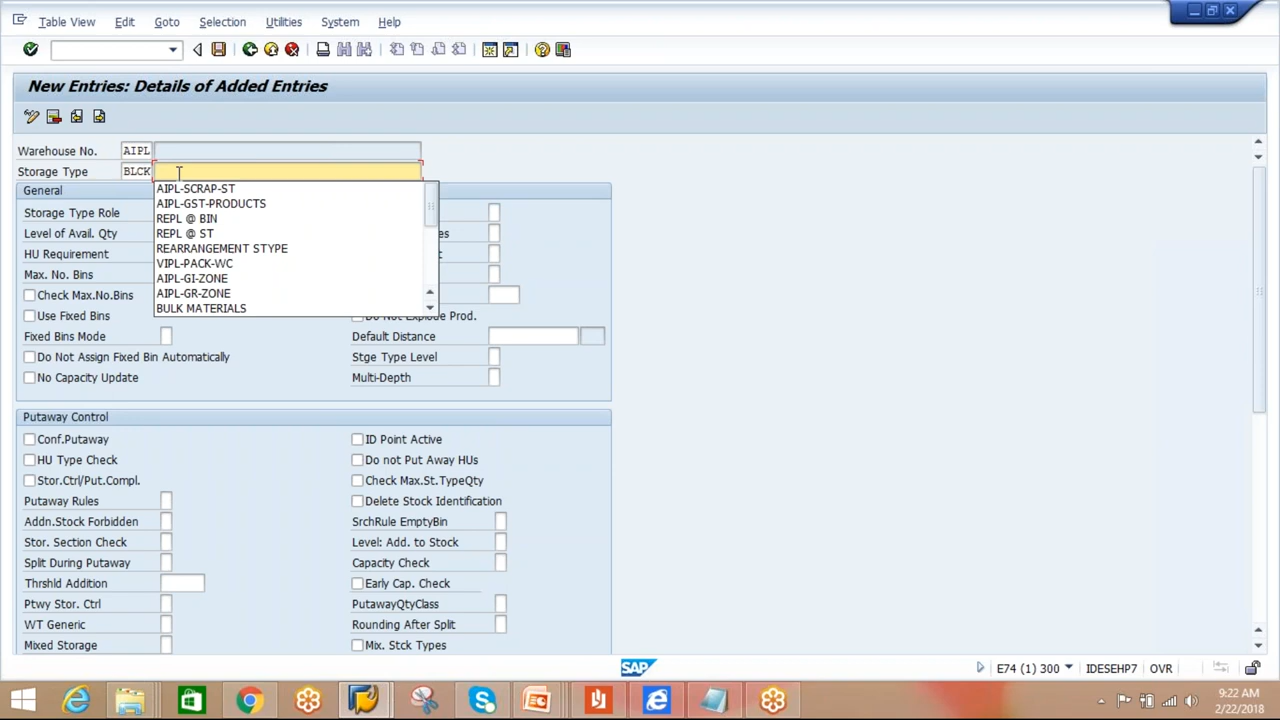 Table View Edit Goto Selection Utilities System Help
New Entries: Details of Added Entries
Warehouse No. AIPL
Storage Type BLCK
AIPL-SCRAP-ST
AIPL-GST-PRODUCTS
REPL @ BIN
REPL @ ST
REARRANGEMENT STYPE
VIPL-PACK-WC
AIPL-GI-ZONE
AIPL-GR-ZONE
BULK MATERIALS
General
Storage Type Role
Level of Avail. Qty
HU Requirement
Max. No. Bins
Check Max.No.Bins
Use Fixed Bins Do Not Explode Prod.
Fixed Bins Mode Default Distance
Do Not Assign Fixed Bin Automatically Stge Type Level
No Capacity Update Multi-Depth
Putaway Control
Conf.Putaway ID Point Active
HU Type Check Do not Put Away HUs
Stor.Ctrl/Put.Compl. Check Max.St.TypeQty
Putaway Rules Delete Stock Identification
Addn.Stock Forbidden SrchRule EmptyBin
Stor. Section Check Level: Add. to Stock
Split During Putaway Capacity Check
Thrshld Addition Early Cap. Check
Ptwy Stor. Ctrl PutawayQtyClass
WT Generic Rounding After Split
Mixed Storage Mix. Stck Types
SAP E74 (1) 300 IDESEHP7 OVR
9:22 AM
2/22/2018